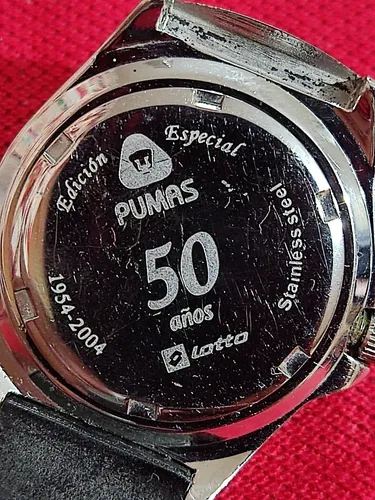 Edición Especial
PUMAS
50
años
Lotto
1954-2004
Stainless steel